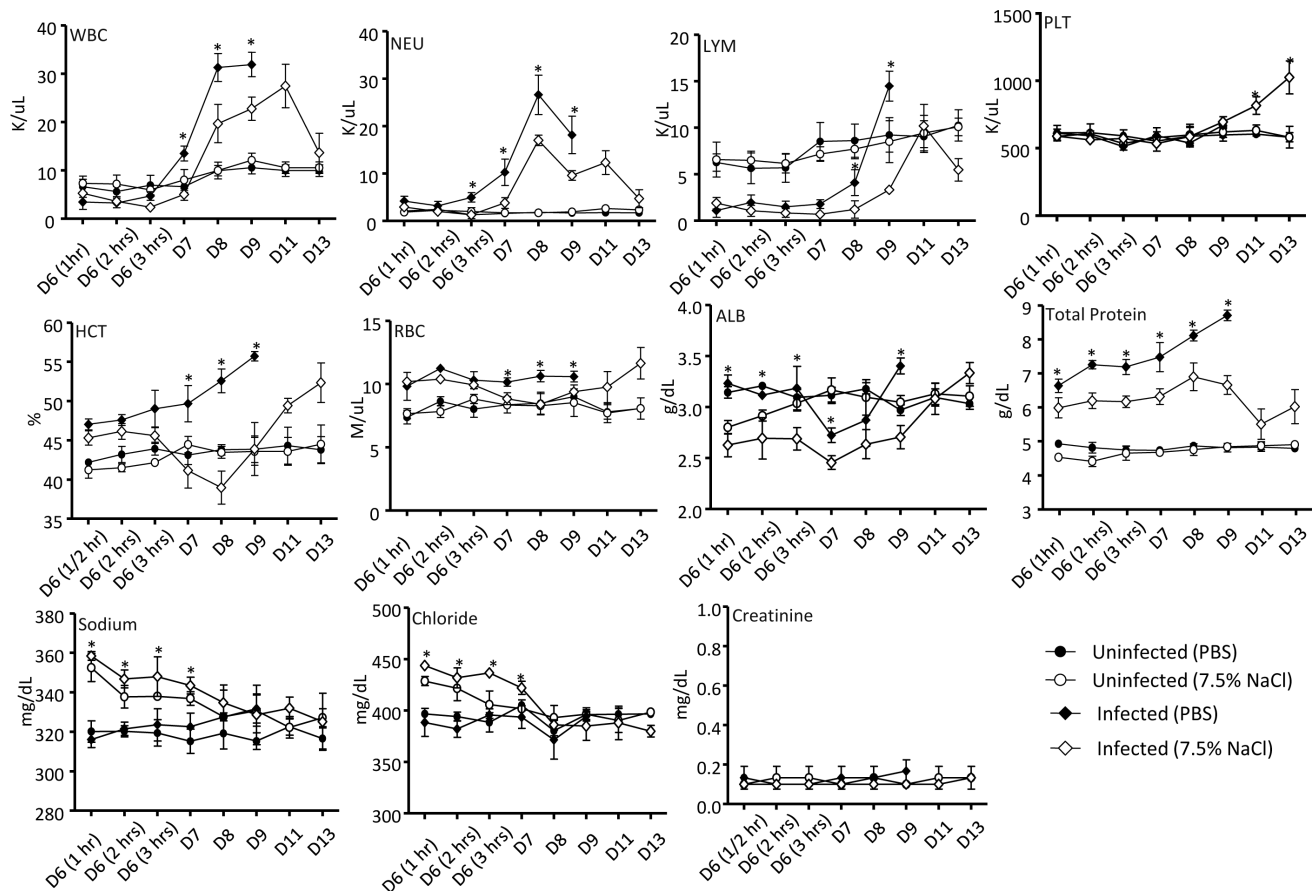 WBC
40
30
20
10
0
K/uL
* * *
D6 (1hr) D6 (2 hrs) D6 (3 hrs) D7 D8 D9 D11 D13
NEU
40
30
20
10
0
K/uL
* * * *
D6 (1 hr) D6 (2 hrs) D6 (3 hrs) D7 D8 D9 D11 D13
LYM
20
15
10
5
0
K/uL
* *
D6 (1 hr) D6 (2 hrs) D6 (3 hrs) D7 D8 D9 D11 D13
PLT
1500
1000
500
0
K/uL
* *
D6 (1 hr) D6 (2 hrs) D6 (3 hrs) D7 D8 D9 D11 D13
HCT
60
55
50
45
40
35
%
* * *
D6 (1/2 hr) D6 (2 hrs) D6 (3 hrs) D7 D8 D9 D11 D13
RBC
15
10
5
0
M/uL
* * *
D6 (1 hr) D6 (2 hrs) D6 (3 hrs) D7 D8 D9 D11 D13
ALB
4.0
3.5
3.0
2.5
2.0
g/dL
* * * * *
D6 (1 hr) D6 (2 hrs) D6 (3 hrs) D7 D8 D9 D11 D13
Total Protein
9
8
7
6
5
4
3
g/dL
* * * * * *
D6 (1hr) D6 (2 hrs) D6 (3 hrs) D7 D8 D9 D11 D13
Sodium
380
360
340
320
300
280
mg/dL
* * * *
D6 (1 hr) D6 (2 hrs) D6 (3 hrs) D7 D8 D9 D11 D13
Chloride
500
450
400
350
300
mg/dL
* * * *
D6 (1 hr) D6 (2 hrs) D6 (3 hrs) D7 D8 D9 D11 D13
Creatinine
1.0
0.8
0.6
0.4
0.2
0.0
mg/dL
D6 (1/2 hr) D6 (2 hrs) D6 (3 hrs) D7 D8 D9 D11 D13
Uninfected (PBS)
Uninfected (7.5% NaCl)
Infected (PBS)
Infected (7.5% NaCl)